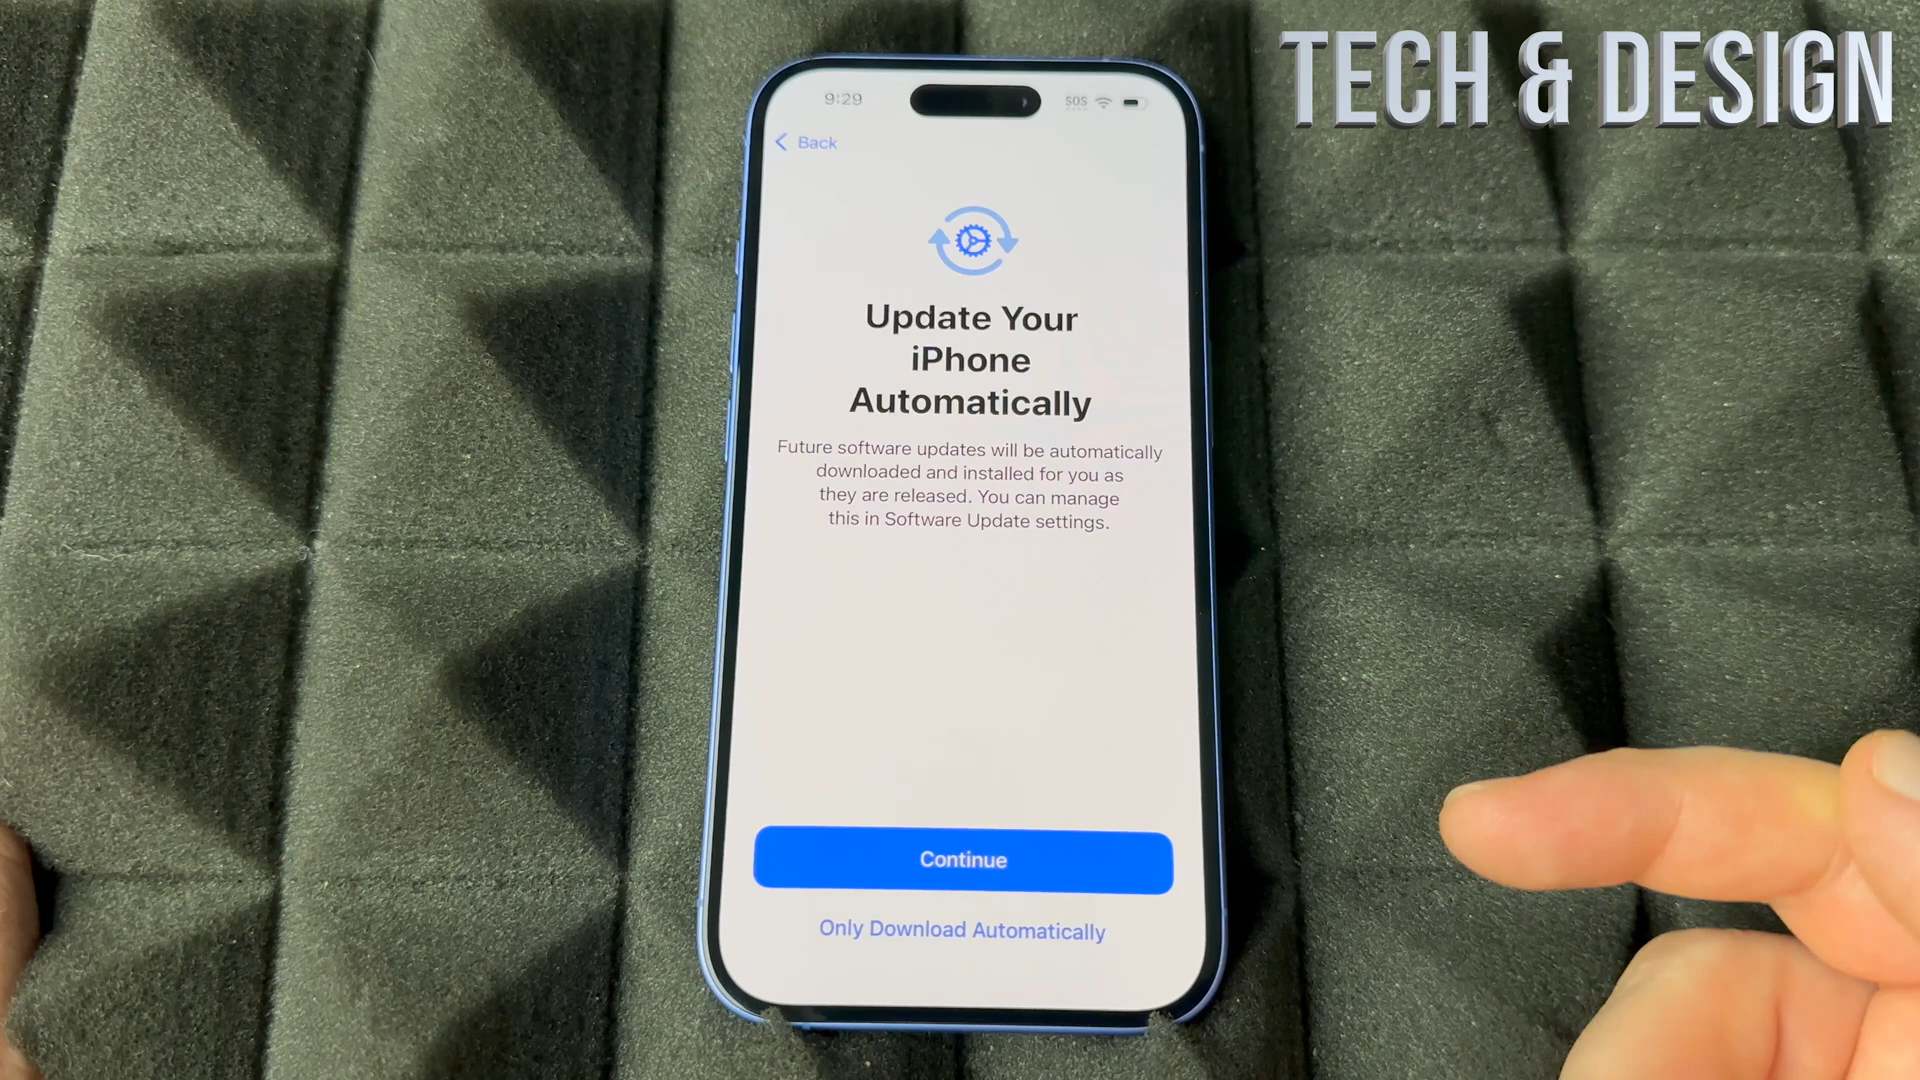 TECH & DESIGN
9:29
SOS
Back
Update Your
iPhone
Automatically
Future software updates will be automatically
downloaded and installed for you as
they are released. You can manage
this in Software Update settings.
Continue
Only Download Automatically